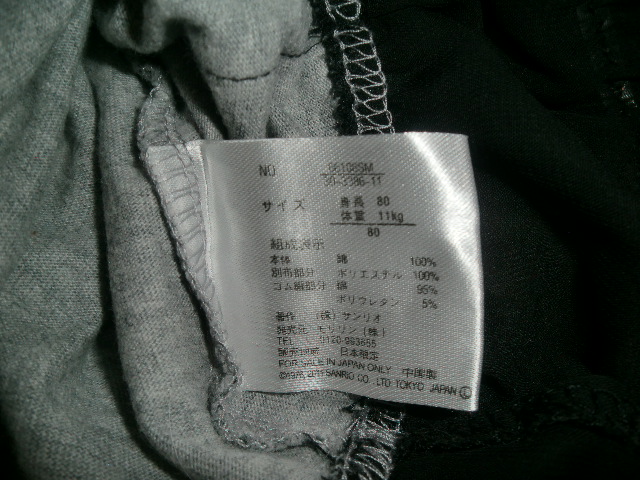 NO 30-3396-11
サイズ 身長 80
体重 11kg
80
組成表示
本体 綿 100%
別布部分 ポリエステル 100%
ゴム編部分 綿 95%
ポリウレタン 5%
著作 (株)サンリオ
発売元 モリリン(株)
TEL
販売地域 日本限定
FOR SALE IN JAPAN ONLY 中国製
SANRIO CO., LTD. TOKYO, JAPAN Ⓛ